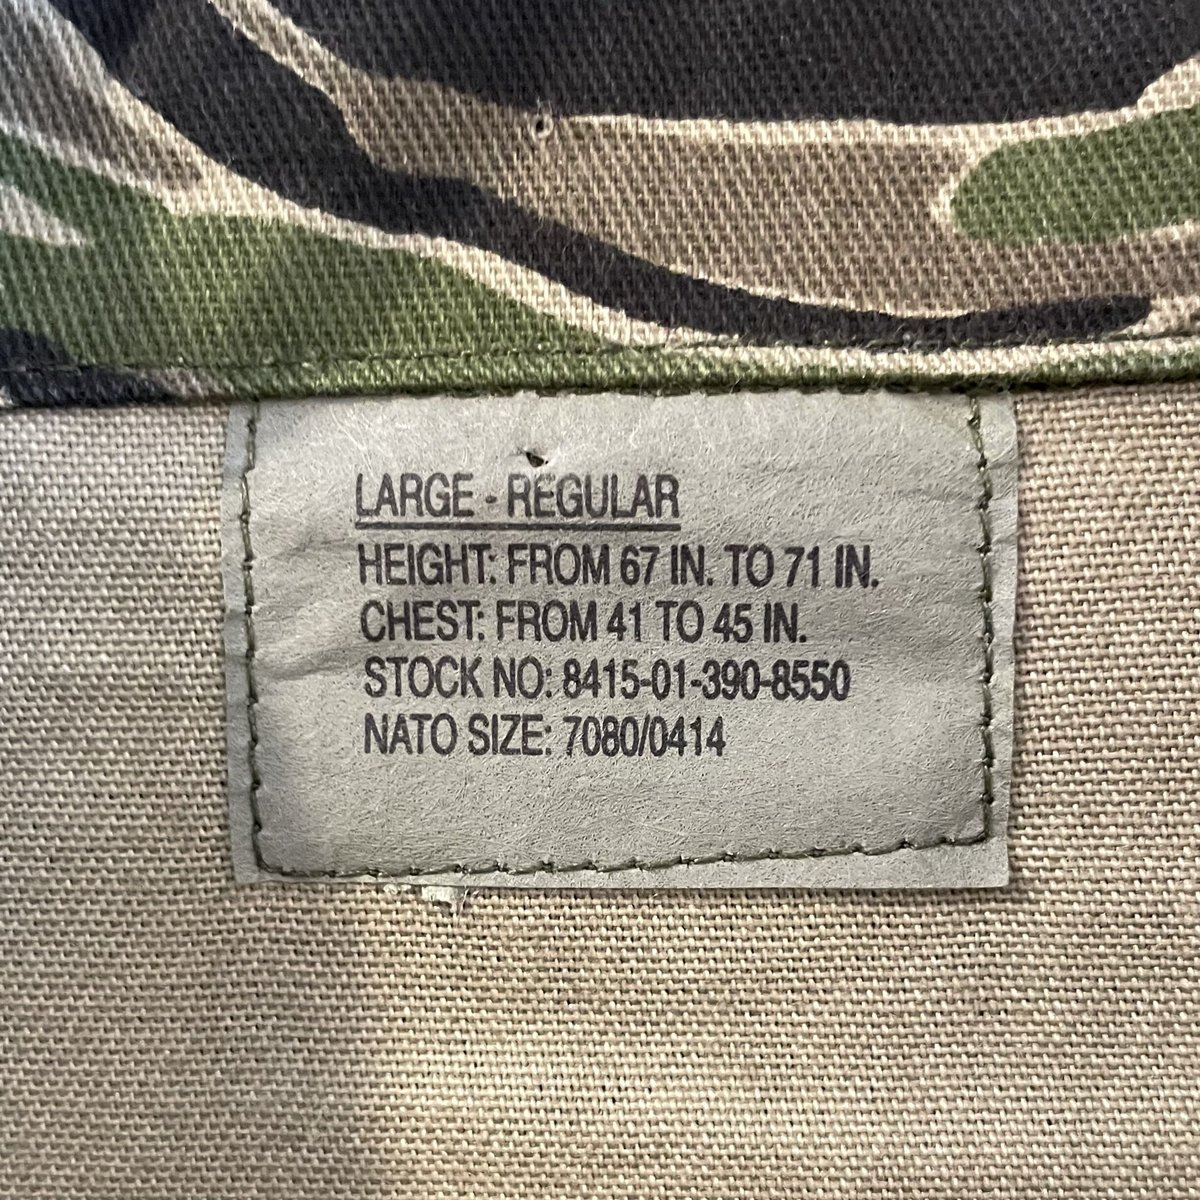 LARGE - REGULAR
HEIGHT: FROM 67 IN. TO 71 IN.
CHEST: FROM 41 TO 45 IN.
STOCK NO: 8415-01-390-8550
NATO SIZE: 7080/0414